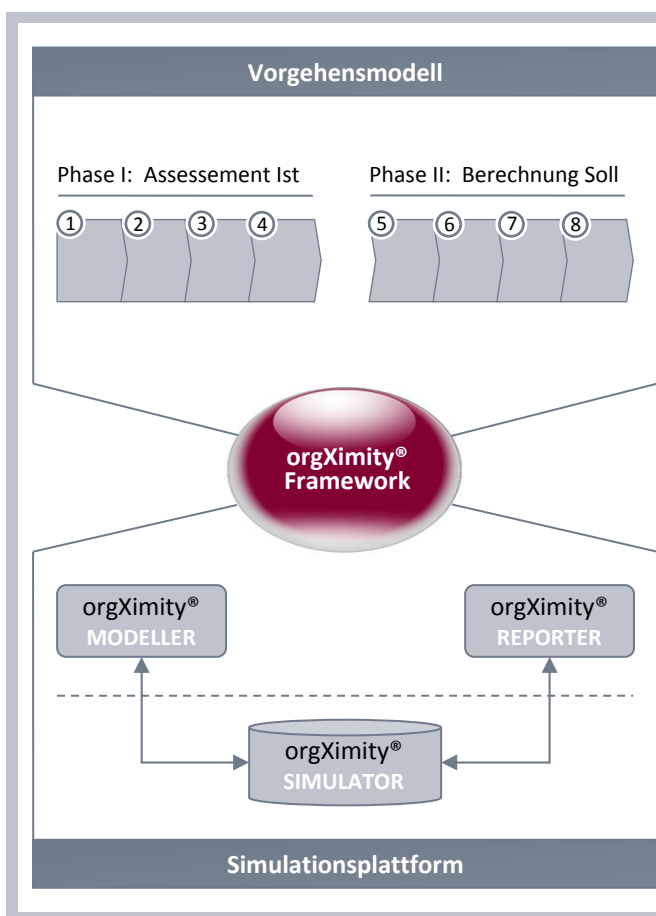 Vorgehensmodell
Phase I: Assessement Ist
Phase II: Berechnung Soll
1 2 3 4
5 6 7 8
orgXimity®
Framework
orgXimity®
MODELLER
orgXimity®
REPORTER
orgXimity®
SIMULATOR
Simulationsplattform